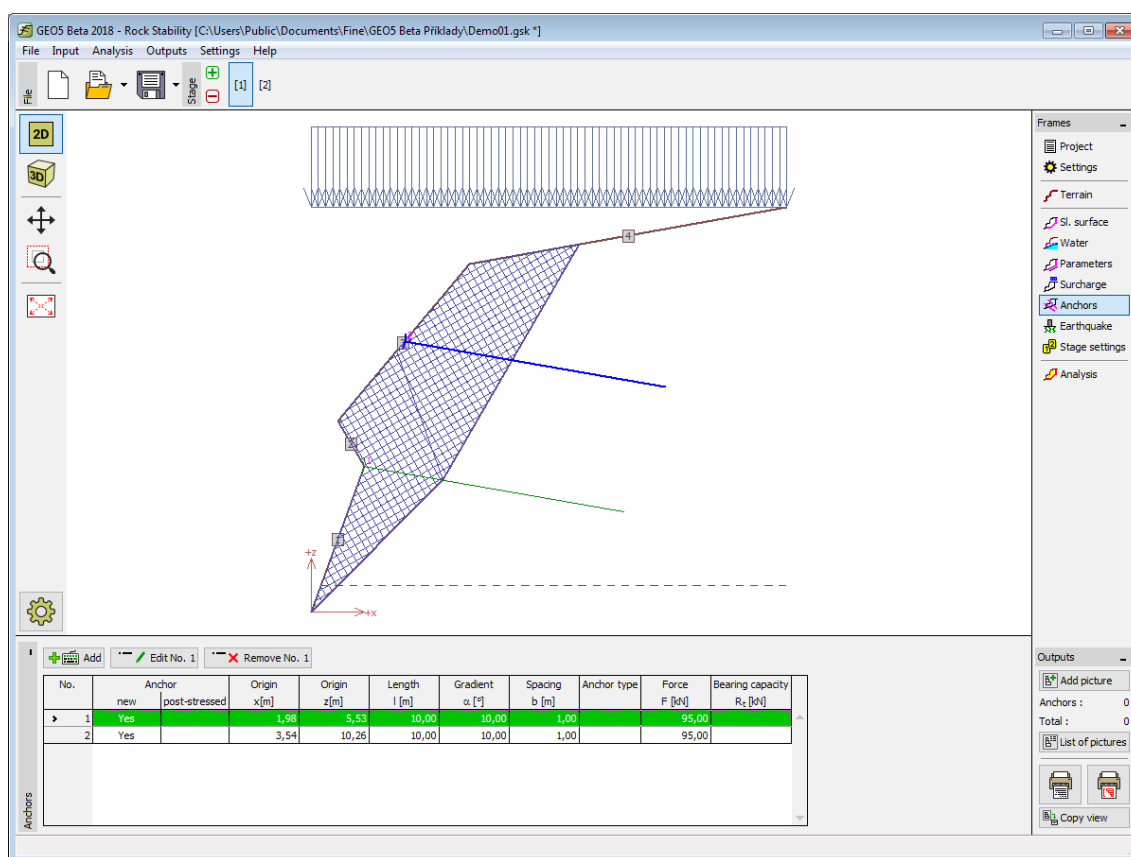 GEO5 Beta 2018 - Rock Stability [C:\Users\Public\Documents\Fine\GEO5 Beta Příklady\Demo01.gsk *]
File Input Analysis Outputs Settings Help
File
Stage
[1] [2]
2D
3D
4
3
2
1
+z
+x
Frames
Project
Settings
Terrain
Sl. surface
Water
Parameters
Surcharge
Anchors
Earthquake
Stage settings
Analysis
Add Edit No. 1 Remove No. 1
No. Anchor Origin Origin Length Gradient Spacing Anchor type Force Bearing capacity
new post-stressed x[m] z[m] l [m] α [°] b [m] F [kN] Rt [kN]
1 Yes 1,98 5,53 10,00 10,00 1,00 95,00
2 Yes 3,54 10,26 10,00 10,00 1,00 95,00
Anchors
Outputs
Add picture
Anchors : 0
Total : 0
List of pictures
Copy view